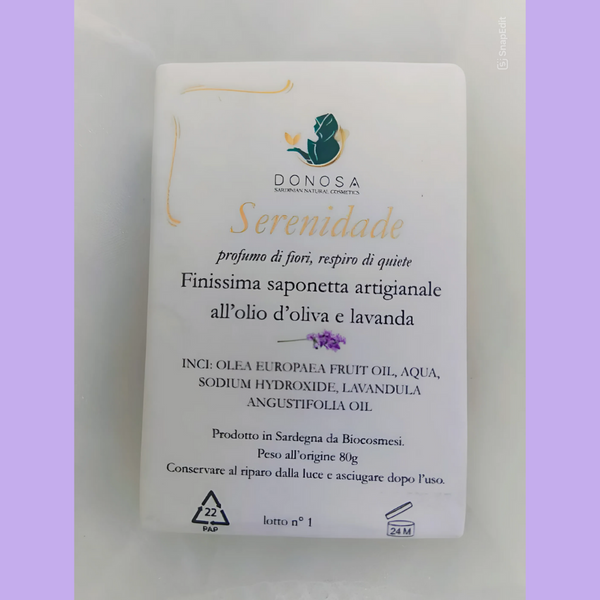 SnapEdit
DONOSA
SARDINIAN NATURAL COSMETICS
Serenidade
profumo di fiori, respiro di quiete
Finissima saponetta artigianale
all'olio d'oliva e lavanda
INCI: OLEA EUROPAEA FRUIT OIL, AQUA,
SODIUM HYDROXIDE, LAVANDULA
ANGUSTIFOLIA OIL
Prodotto in Sardegna da Biocosmesi.
Peso all'origine 80g
Conservare al riparo dalla luce e asciugare dopo l'uso.
22
PAP
lotto n° 1
24 M